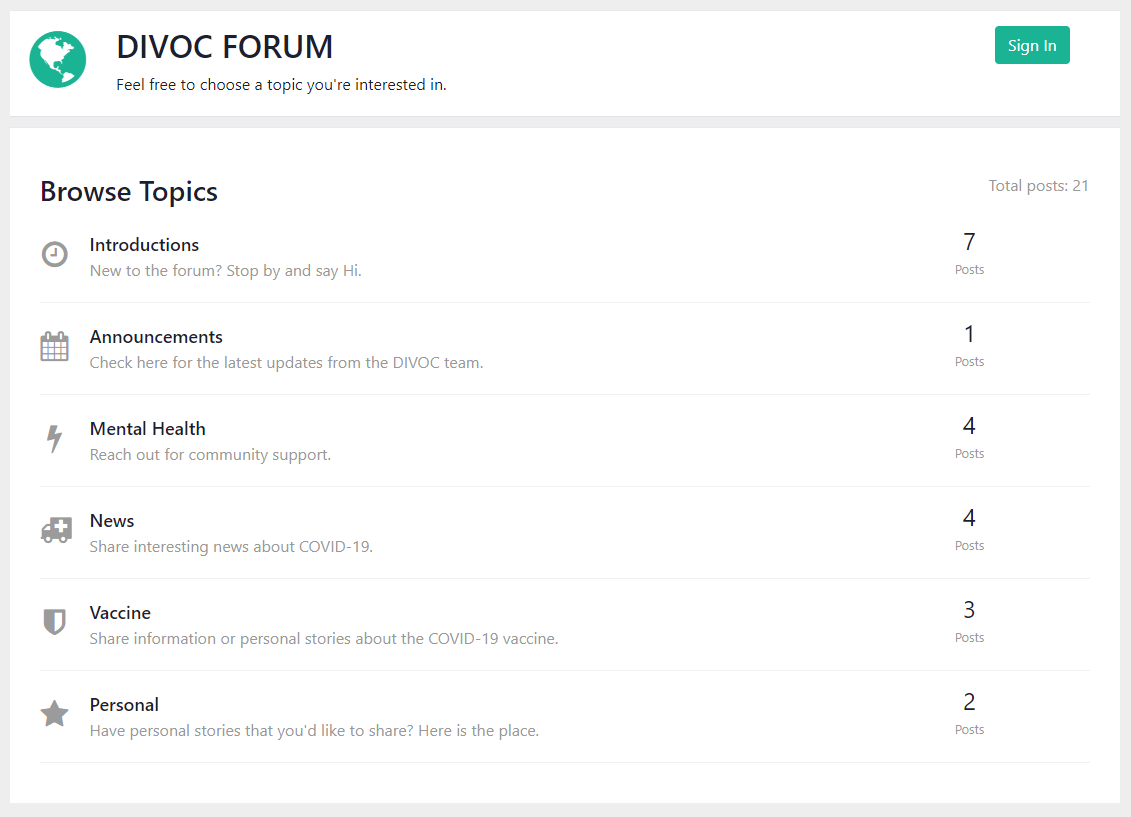 DIVOC FORUM
Sign In
Feel free to choose a topic you're interested in.
Browse Topics
Total posts: 21
Introductions
7
New to the forum? Stop by and say Hi.
Posts
Announcements
1
Check here for the latest updates from the DIVOC team.
Posts
Mental Health
4
Reach out for community support.
Posts
News
4
Share interesting news about COVID-19.
Posts
Vaccine
3
Share information or personal stories about the COVID-19 vaccine.
Posts
Personal
2
Have personal stories that you'd like to share? Here is the place.
Posts